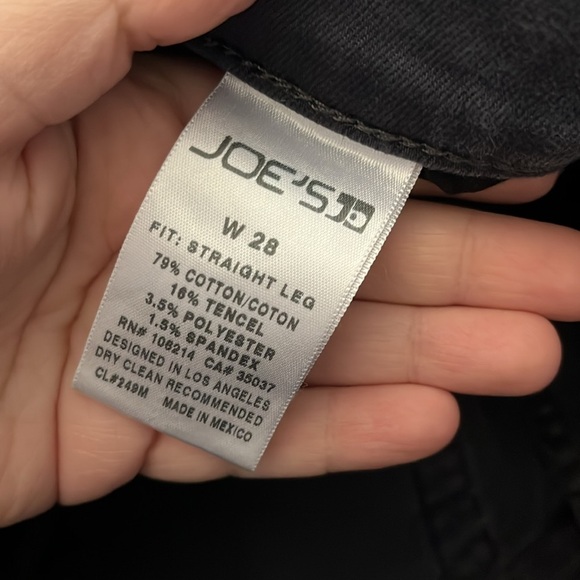 JOE'S JD
W 28
FIT: STRAIGHT LEG
79% COTTON/COTON
16% TENCEL
3.5% POLYESTER
1.5% SPANDEX
RN# 106214 CA# 35037
DESIGNED IN LOS ANGELES
DRY CLEAN RECOMMENDED
CL#249M MADE IN MEXICO